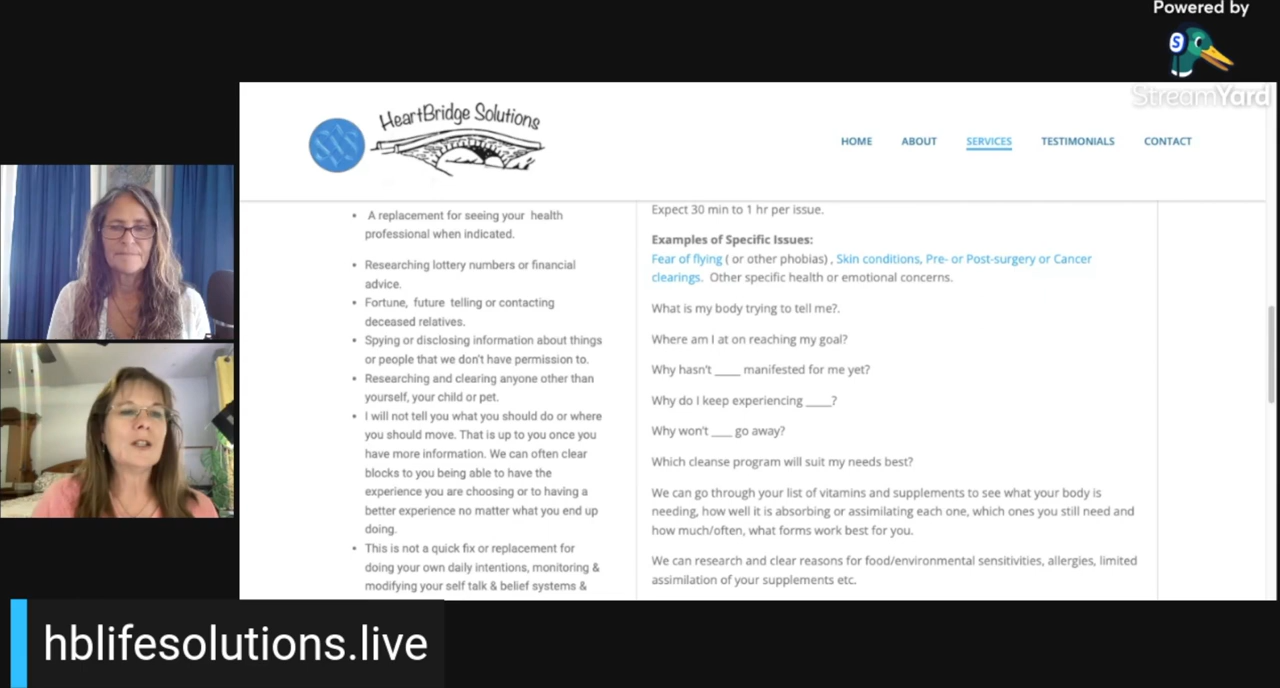 Powered by
S
StreamYard
HeartBridge Solutions
HOME ABOUT SERVICES TESTIMONIALS CONTACT
• A replacement for seeing your health
professional when indicated.
• Researching lottery numbers or financial
advice.
• Fortune, future telling or contacting
deceased relatives.
• Spying or disclosing information about things
or people that we don't have permission to.
• Researching and clearing anyone other than
yourself, your child or pet.
• I will not tell you what you should do or where
you should move. That is up to you once you
have more information. We can often clear
blocks to you being able to have the
experience you are choosing or to having a
better experience no matter what you end up
doing.
• This is not a quick fix or replacement for
doing your own daily intentions, monitoring &
modifying your self talk & belief systems &
Expect 30 min to 1 hr per issue.
Examples of Specific Issues:
Fear of flying ( or other phobias) , Skin conditions, Pre- or Post-surgery or Cancer
clearings. Other specific health or emotional concerns.
What is my body trying to tell me?.
Where am I at on reaching my goal?
Why hasn't _____ manifested for me yet?
Why do I keep experiencing _____?
Why won't ____ go away?
Which cleanse program will suit my needs best?
We can go through your list of vitamins and supplements to see what your body is
needing, how well it is absorbing or assimilating each one, which ones you still need and
how much/often, what forms work best for you.
We can research and clear reasons for food/environmental sensitivities, allergies, limited
assimilation of your supplements etc.
hblifesolutions.live